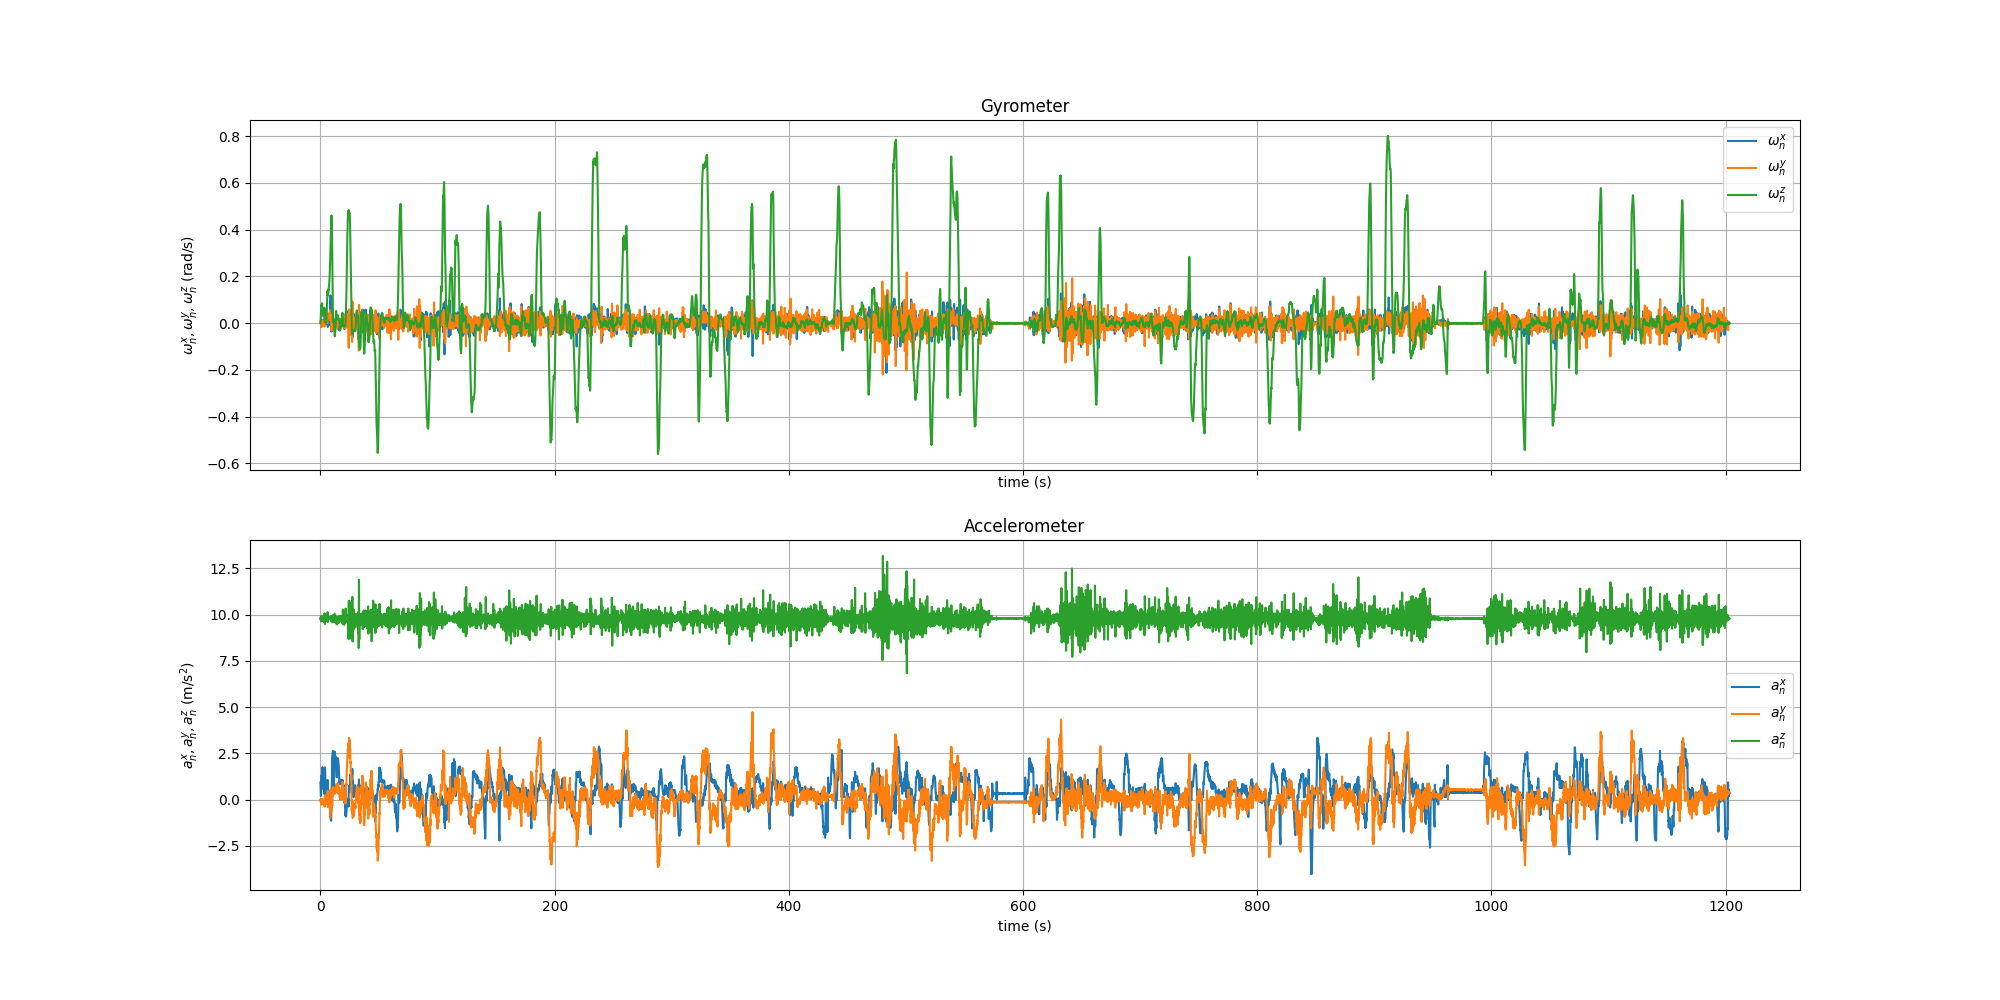 Gyrometer
0.8
0.6
0.4
0.2
0.0
−0.2
−0.4
−0.6
ω_n^x, ω_n^y, ω_n^z (rad/s)
ω_n^x
ω_n^y
ω_n^z
time (s)
Accelerometer
12.5
10.0
7.5
5.0
2.5
0.0
−2.5
a_n^x, a_n^y, a_n^z (m/s²)
a_n^x
a_n^y
a_n^z
0 200 400 600 800 1000 1200
time (s)